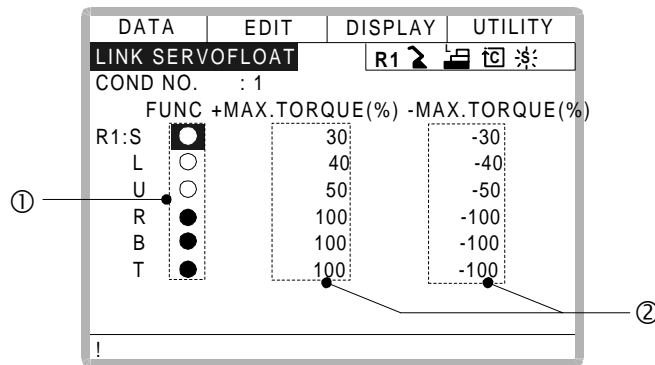 DATA EDIT DISPLAY UTILITY
LINK SERVOFLOAT R1 L C S
COND NO. : 1
FUNC +MAX.TORQUE(%) -MAX.TORQUE(%)
R1:S ○ 30 -30
L ○ 40 -40
U ○ 50 -50
① R ● 100 -100
B ● 100 -100
T ● 100 -100
②
!